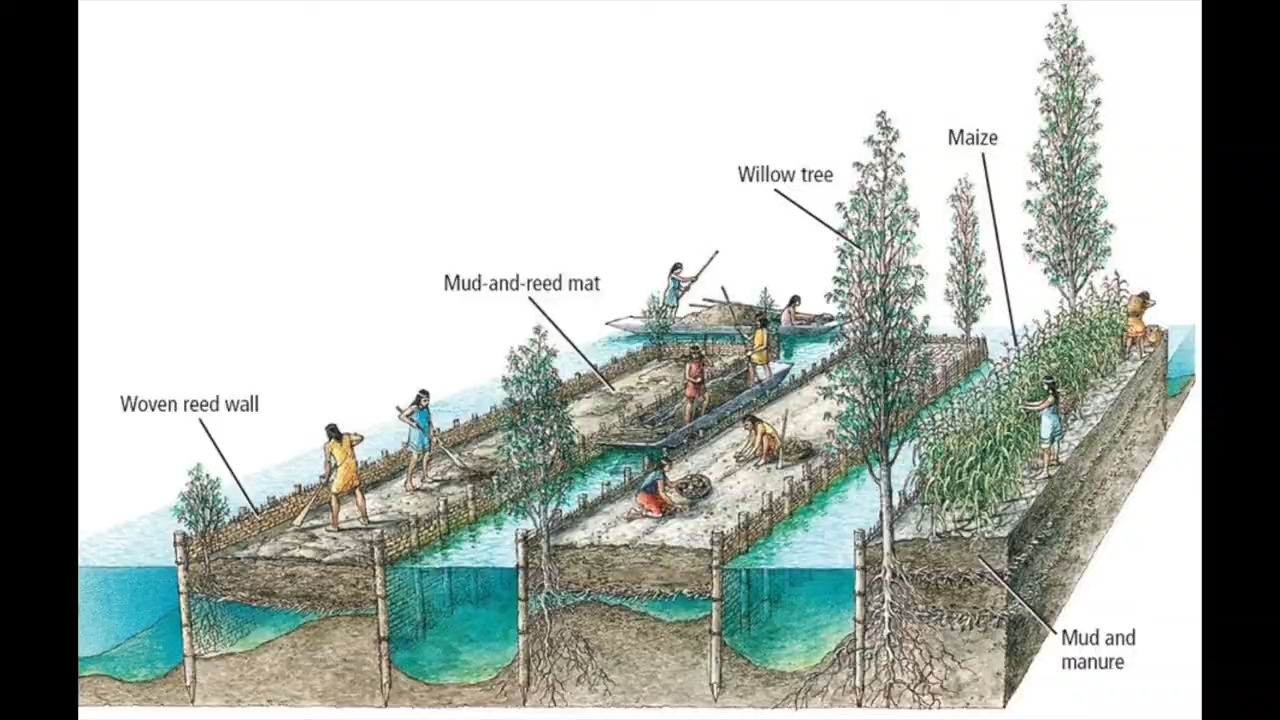 Maize
Willow tree
Mud-and-reed mat
Woven reed wall
Mud and
manure